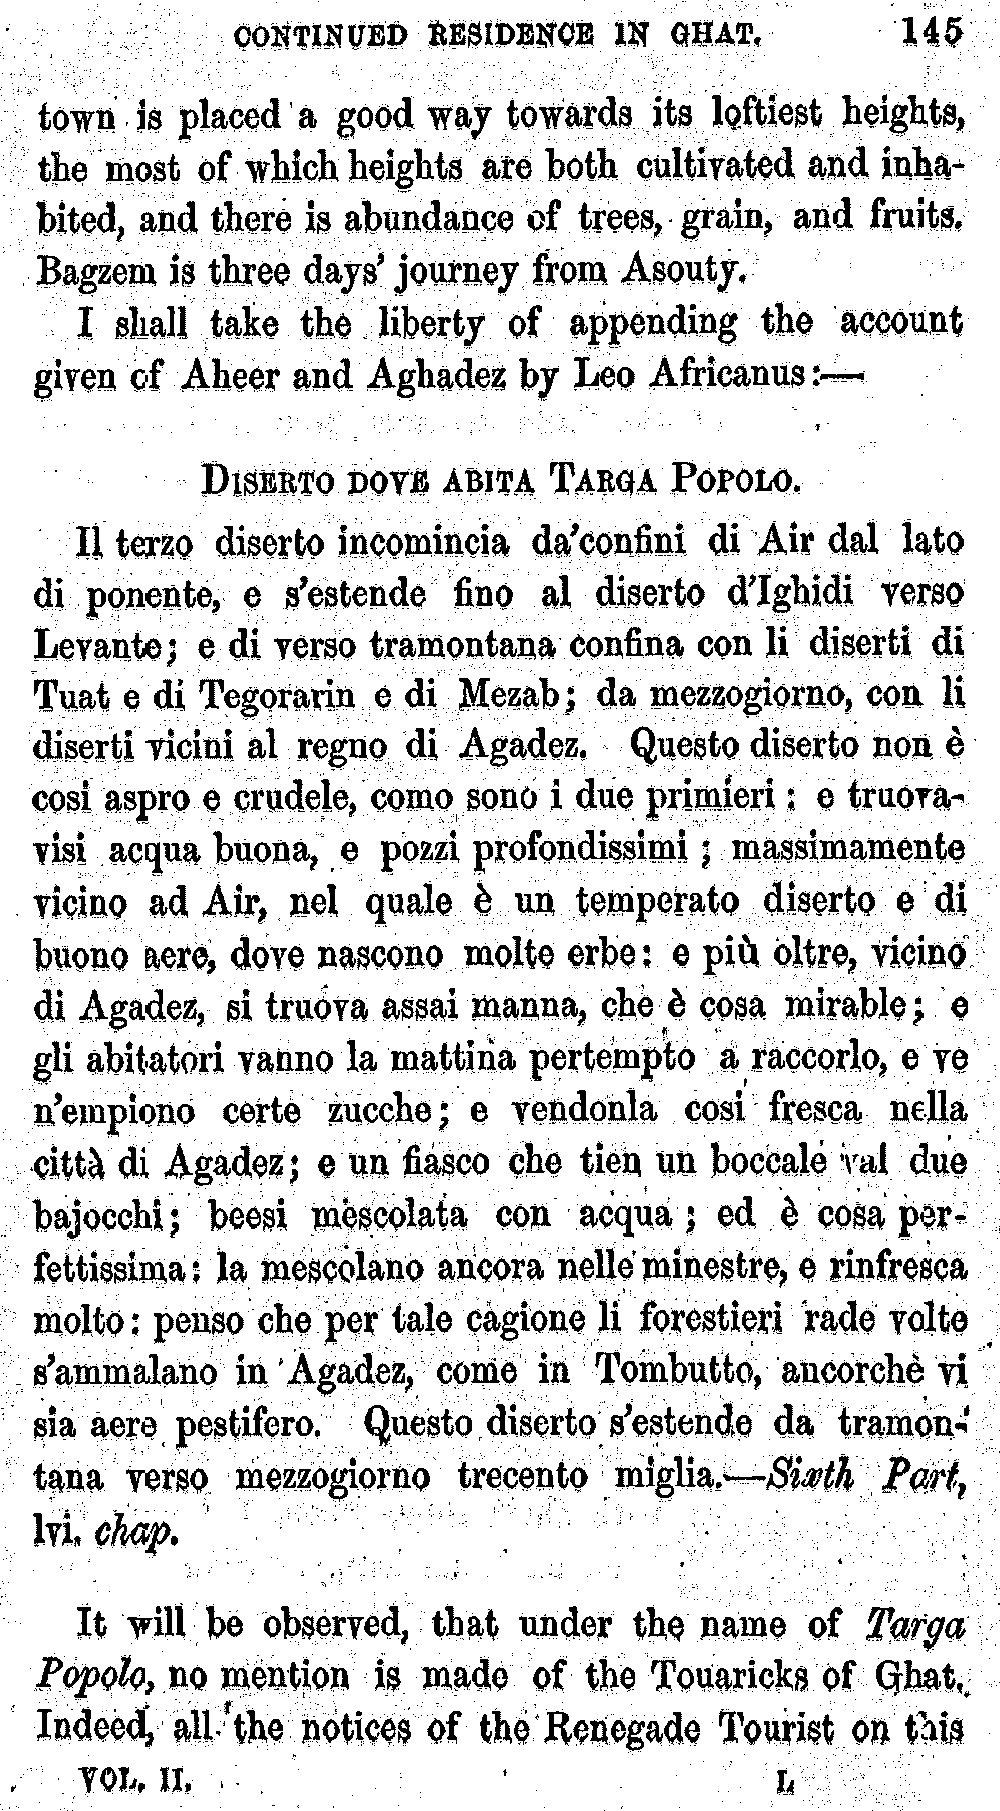 CONTINUED RESIDENCE IN GHAT. 145
town is placed a good way towards its loftiest heights,
the most of which heights are both cultivated and inha-
bited, and there is abundance of trees, grain, and fruits.
Bagzem is three days' journey from Asouty.
I shall take the liberty of appending the account
given of Aheer and Aghadez by Leo Africanus:—
DISERTO DOVE ABITA TARGA POPOLO.
Il terzo diserto incomincia da'confini di Air dal lato
di ponente, e s'estende fino al diserto d'Ighidi verso
Levante; e di verso tramontana confina con li diserti di
Tuat e di Tegorarin e di Mezab; da mezzogiorno, con li
diserti vicini al regno di Agadez. Questo diserto non è
cosi aspro e crudele, como sono i due primieri: e truova-
visi acqua buona, e pozzi profondissimi; massimamente
vicino ad Air, nel quale è un temperato diserto e di
buono aere, dove nascono molte erbe: e più oltre, vicino
di Agadez, si truova assai manna, che è cosa mirable; e
gli abitatori vanno la mattina pertempto a raccorlo, e ve
n'empiono certe zucche; e vendonla cosi fresca nella
città di Agadez; e un fiasco che tien un boccale val due
bajocchi; beesi mescolata con acqua; ed è cosa per-
fettissima: la mescolano ancora nelle minestre, e rinfresca
molto: penso che per tale cagione li forestieri rade volte
s'ammalano in Agadez, come in Tombutto, ancorchè vi
sia aere pestifero. Questo diserto s'estende da tramon-
tana verso mezzogiorno trecento miglia.—Sixth Part,
lvi. chap.
It will be observed, that under the name of Targa
Popolo, no mention is made of the Touaricks of Ghat.
Indeed, all the notices of the Renegade Tourist on this
VOL. II. L